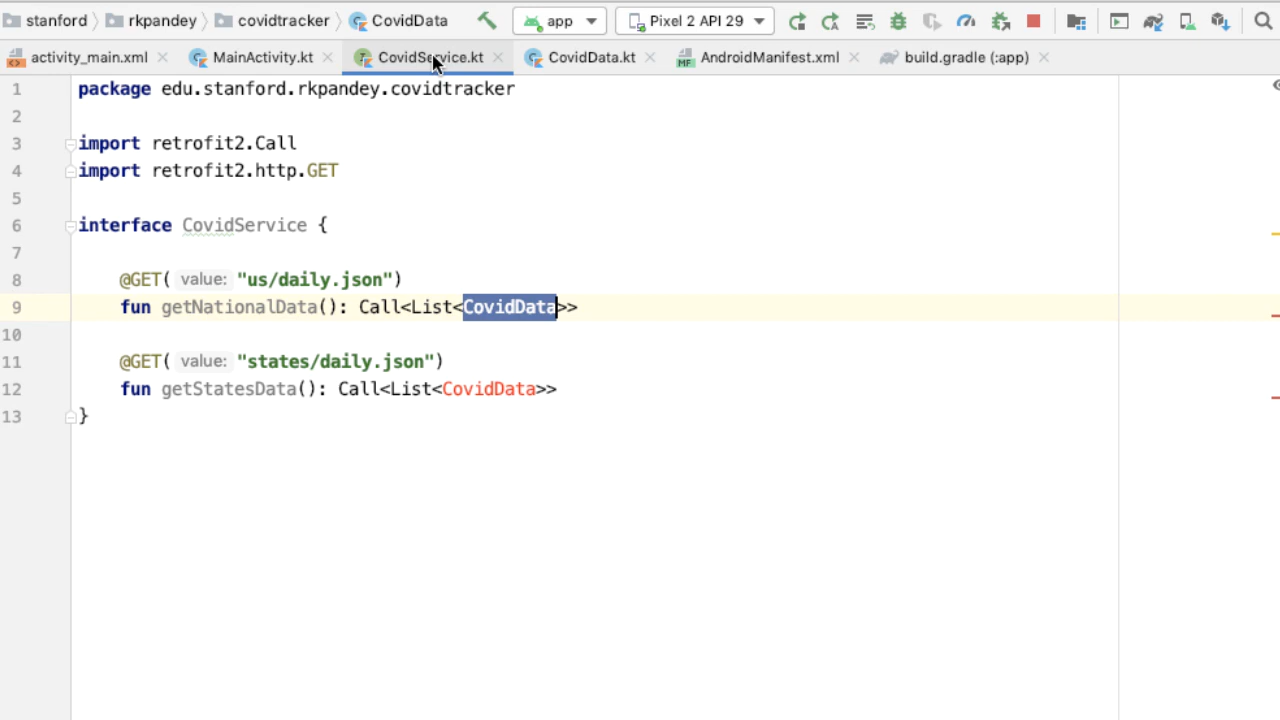 stanford rkpandey covidtracker CovidData app Pixel 2 API 29
activity_main.xml MainActivity.kt CovidService.kt CovidData.kt MF AndroidManifest.xml build.gradle (:app)
1 package edu.stanford.rkpandey.covidtracker
2
3 import retrofit2.Call
4 import retrofit2.http.GET
5
6 interface CovidService {
7
8 @GET( value: "us/daily.json")
9 fun getNationalData(): Call<List<CovidData>>
10
11 @GET( value: "states/daily.json")
12 fun getStatesData(): Call<List<CovidData>>
13 }